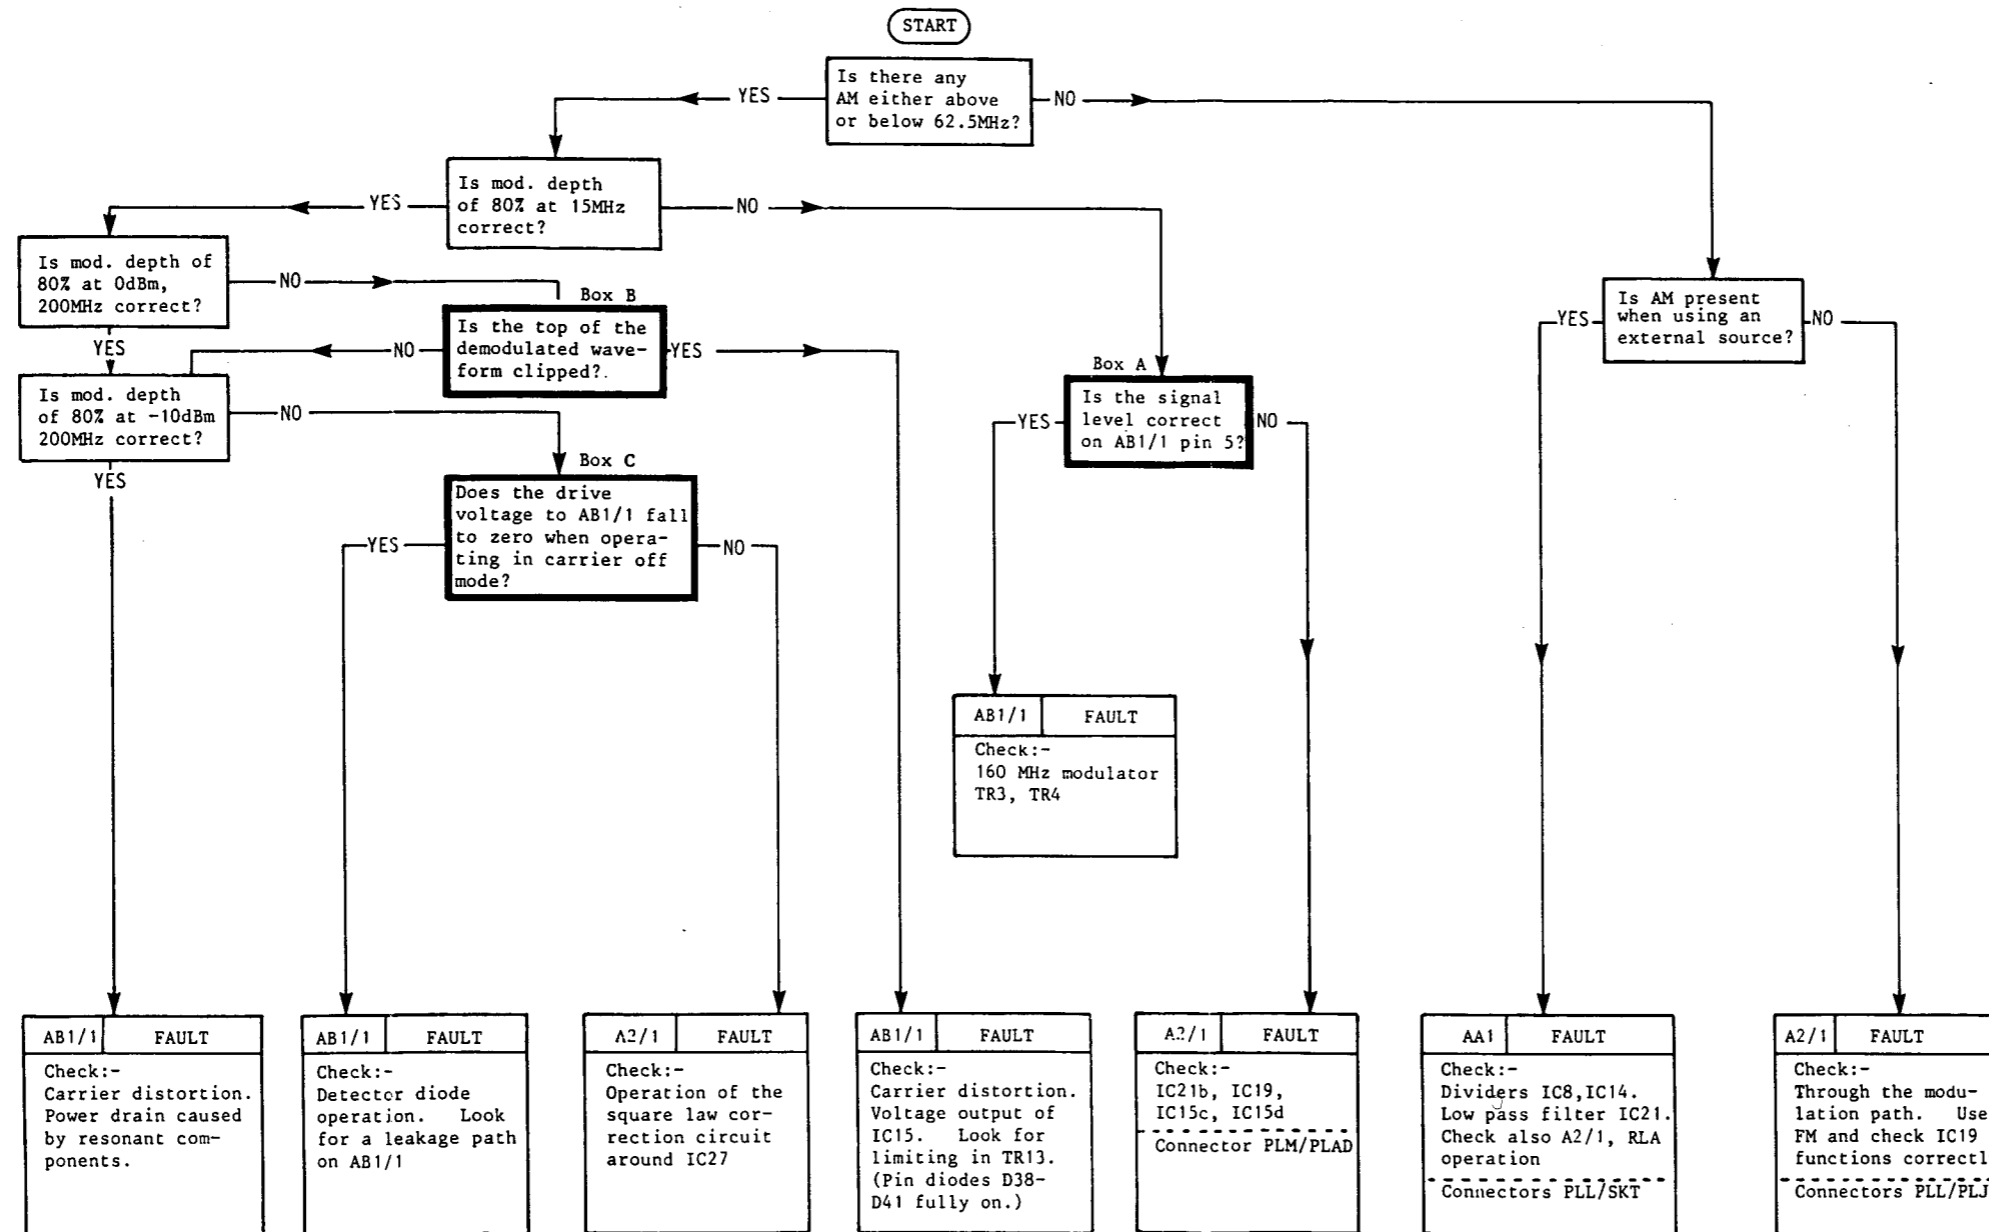 START
Is there any
AM either above
or below 62.5MHz?
YES
NO
Is mod. depth
of 80% at 15MHz
correct?
YES
NO
Is mod. depth of
80% at 0dBm,
200MHz correct?
NO
YES
Box B
Is the top of the
demodulated wave-
form clipped?.
NO
YES
Is mod. depth
of 80% at -10dBm
200MHz correct?
NO
YES
Box C
Does the drive
voltage to AB1/1 fall
to zero when opera-
ting in carrier off
mode?
YES
NO
Box A
Is the signal
level correct
on AB1/1 pin 5?
YES
NO
Is AM present
when using an
external source?
YES
NO
AB1/1 FAULT
Check:-
160 MHz modulator
TR3, TR4
AB1/1 FAULT
Check:-
Carrier distortion.
Power drain caused
by resonant com-
ponents.
AB1/1 FAULT
Check:-
Detector diode
operation. Look
for a leakage path
on AB1/1
A2/1 FAULT
Check:-
Operation of the
square law cor-
rection circuit
around IC27
AB1/1 FAULT
Check:-
Carrier distortion.
Voltage output of
IC15. Look for
limiting in TR13.
(Pin diodes D38-
D41 fully on.)
A2/1 FAULT
Check:-
IC21b, IC19,
IC15c, IC15d
Connector PLM/PLAD
AA1 FAULT
Check:-
Dividers IC8,IC14.
Low pass filter IC21.
Check also A2/1, RLA
operation
Connectors PLL/SKT
A2/1 FAULT
Check:-
Through the modu-
lation path. Use
FM and check IC19
functions correctl
Connectors PLL/PLJ